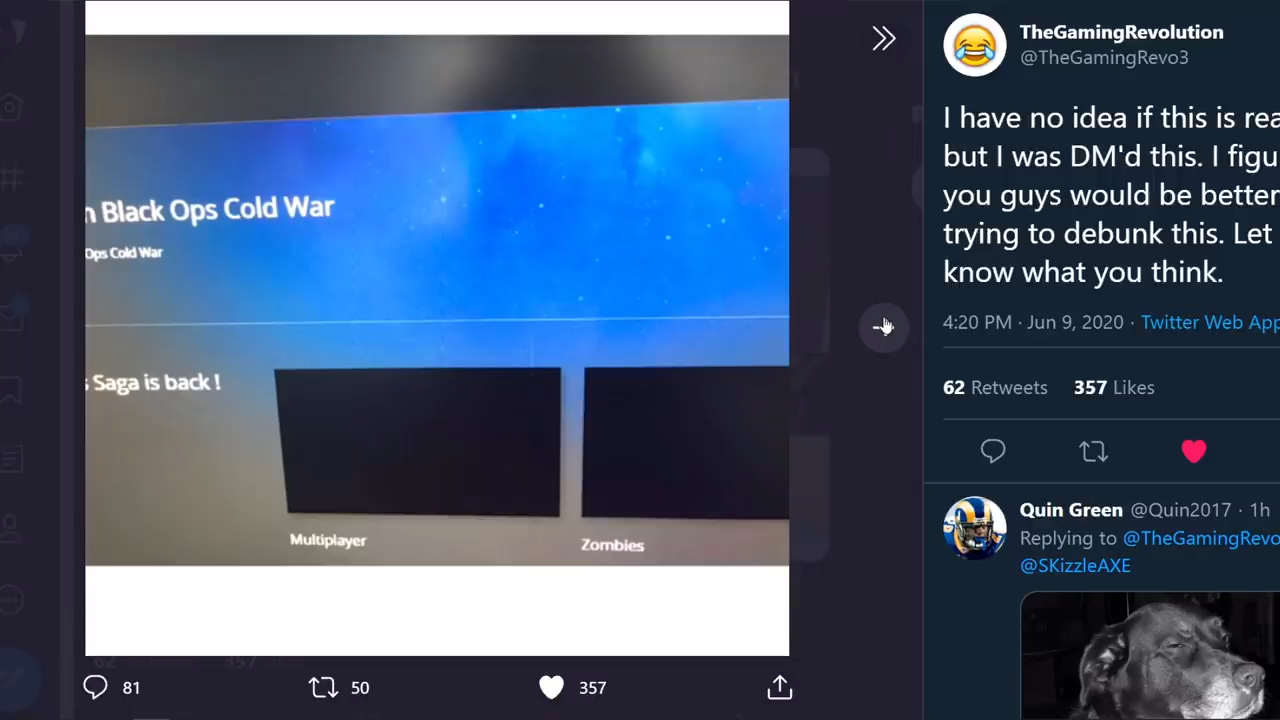 n Black Ops Cold War
Ops Cold War
s Saga is back !
Multiplayer
Zombies
81
50
357
TheGamingRevolution
@TheGamingRevo3
I have no idea if this is rea
but I was DM'd this. I figu
you guys would be better
trying to debunk this. Let
know what you think.
4:20 PM · Jun 9, 2020 · Twitter Web App
62 Retweets 357 Likes
Quin Green @Quin2017 · 1h
Replying to @TheGamingRevo
@SKizzleAXE